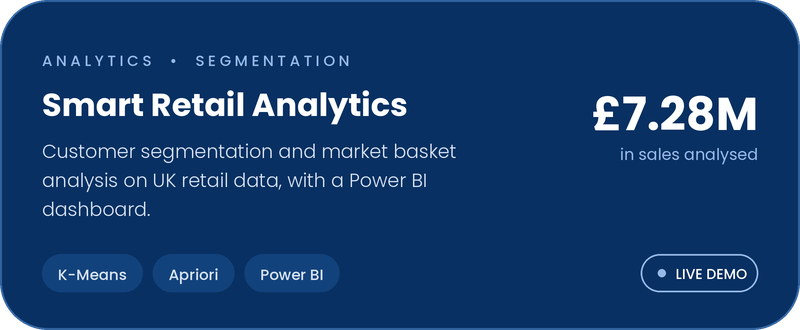 ANALYTICS • SEGMENTATION
Smart Retail Analytics
Customer segmentation and market basket
analysis on UK retail data, with a Power BI
dashboard.
£7.28M
in sales analysed
K-Means
Apriori
Power BI
LIVE DEMO